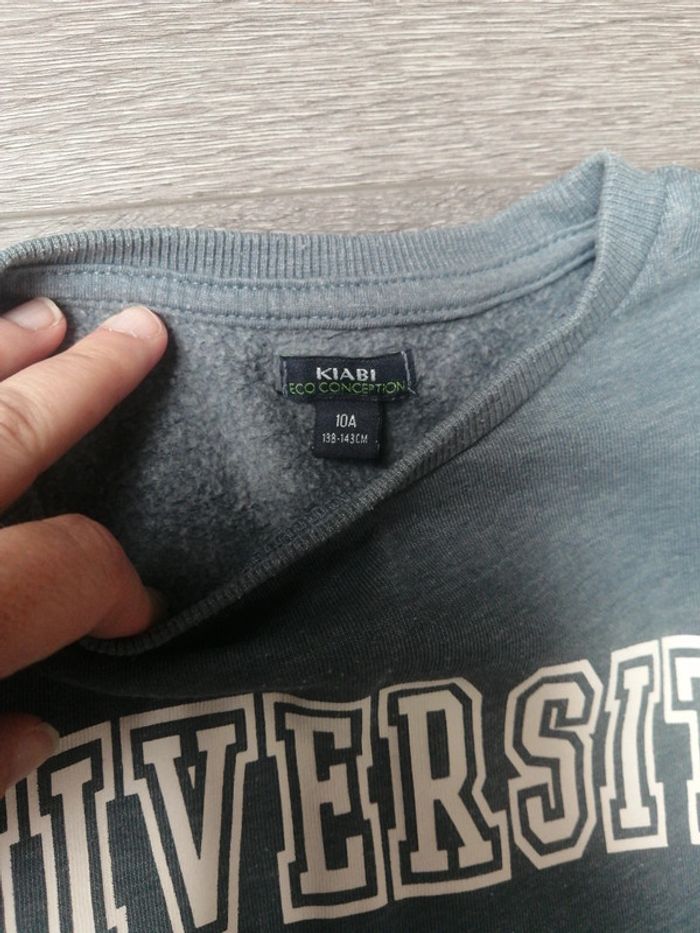 KIABI
ECO CONCEPTION
10A
138-143CM
IVERSIT